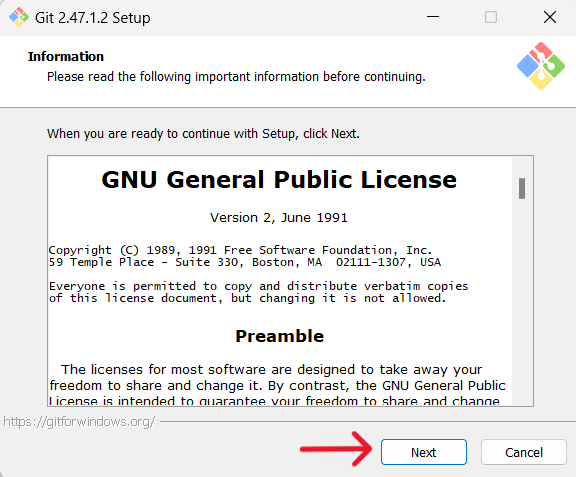 Git 2.47.1.2 Setup
Information
Please read the following important information before continuing.
When you are ready to continue with Setup, click Next.
GNU General Public License
Version 2, June 1991
Copyright (C) 1989, 1991 Free Software Foundation, Inc.
59 Temple Place - Suite 330, Boston, MA  02111-1307, USA
Everyone is permitted to copy and distribute verbatim copies
of this license document, but changing it is not allowed.
Preamble
The licenses for most software are designed to take away your
freedom to share and change it. By contrast, the GNU General Public
License is intended to guarantee your freedom to share and change
https://gitforwindows.org/
Next
Cancel